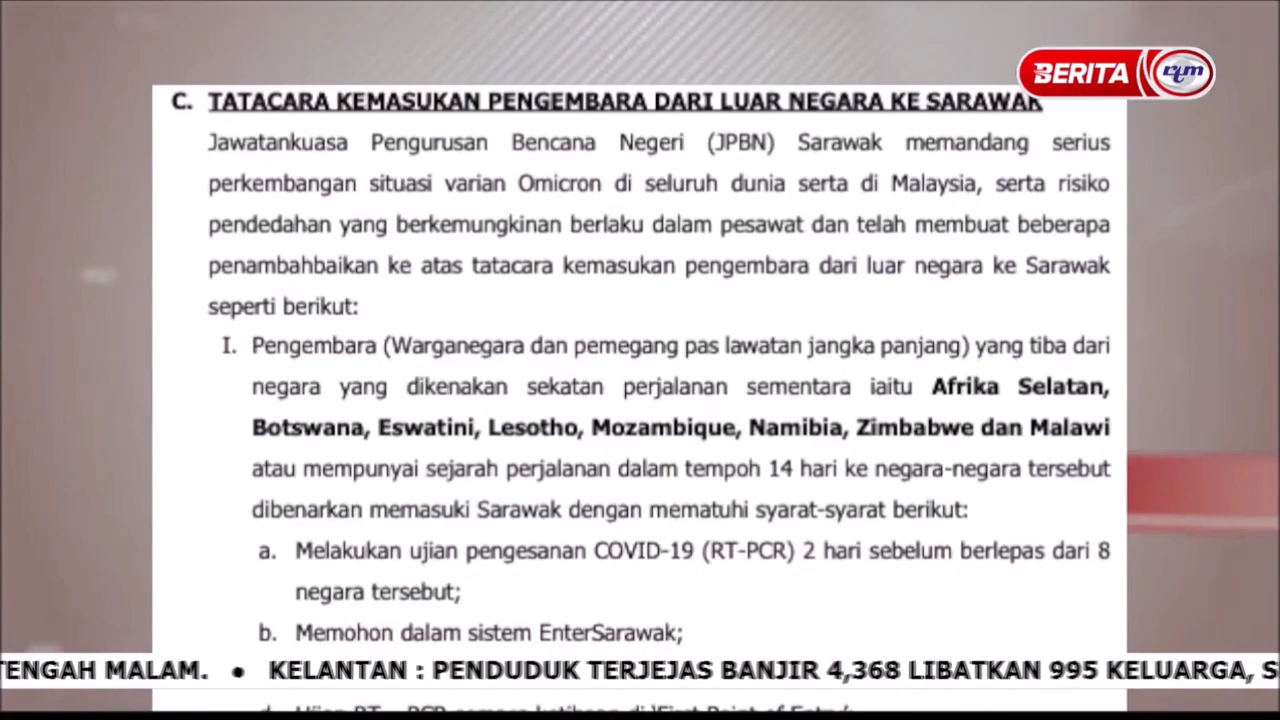 BERITA rtm
C. TATACARA KEMASUKAN PENGEMBARA DARI LUAR NEGARA KE SARAWAK
Jawatankuasa Pengurusan Bencana Negeri (JPBN) Sarawak memandang serius
perkembangan situasi varian Omicron di seluruh dunia serta di Malaysia, serta risiko
pendedahan yang berkemungkinan berlaku dalam pesawat dan telah membuat beberapa
penambahbaikan ke atas tatacara kemasukan pengembara dari luar negara ke Sarawak
seperti berikut:
I. Pengembara (Warganegara dan pemegang pas lawatan jangka panjang) yang tiba dari
negara yang dikenakan sekatan perjalanan sementara iaitu Afrika Selatan,
Botswana, Eswatini, Lesotho, Mozambique, Namibia, Zimbabwe dan Malawi
atau mempunyai sejarah perjalanan dalam tempoh 14 hari ke negara-negara tersebut
dibenarkan memasuki Sarawak dengan mematuhi syarat-syarat berikut:
a. Melakukan ujian pengesanan COVID-19 (RT-PCR) 2 hari sebelum berlepas dari 8
negara tersebut;
b. Memohon dalam sistem EnterSarawak;
TENGAH MALAM. • KELANTAN : PENDUDUK TERJEJAS BANJIR 4,368 LIBATKAN 995 KELUARGA, S